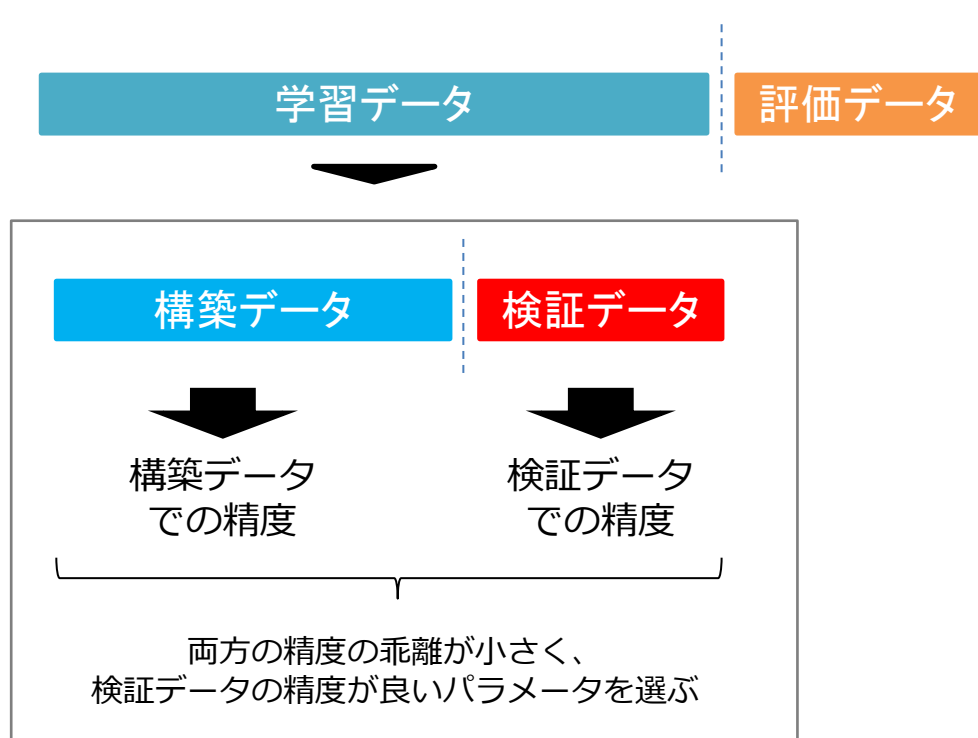 学習データ
評価データ
構築データ
検証データ
構築データ
での精度
検証データ
での精度
両方の精度の乖離が小さく、
検証データの精度が良いパラメータを選ぶ